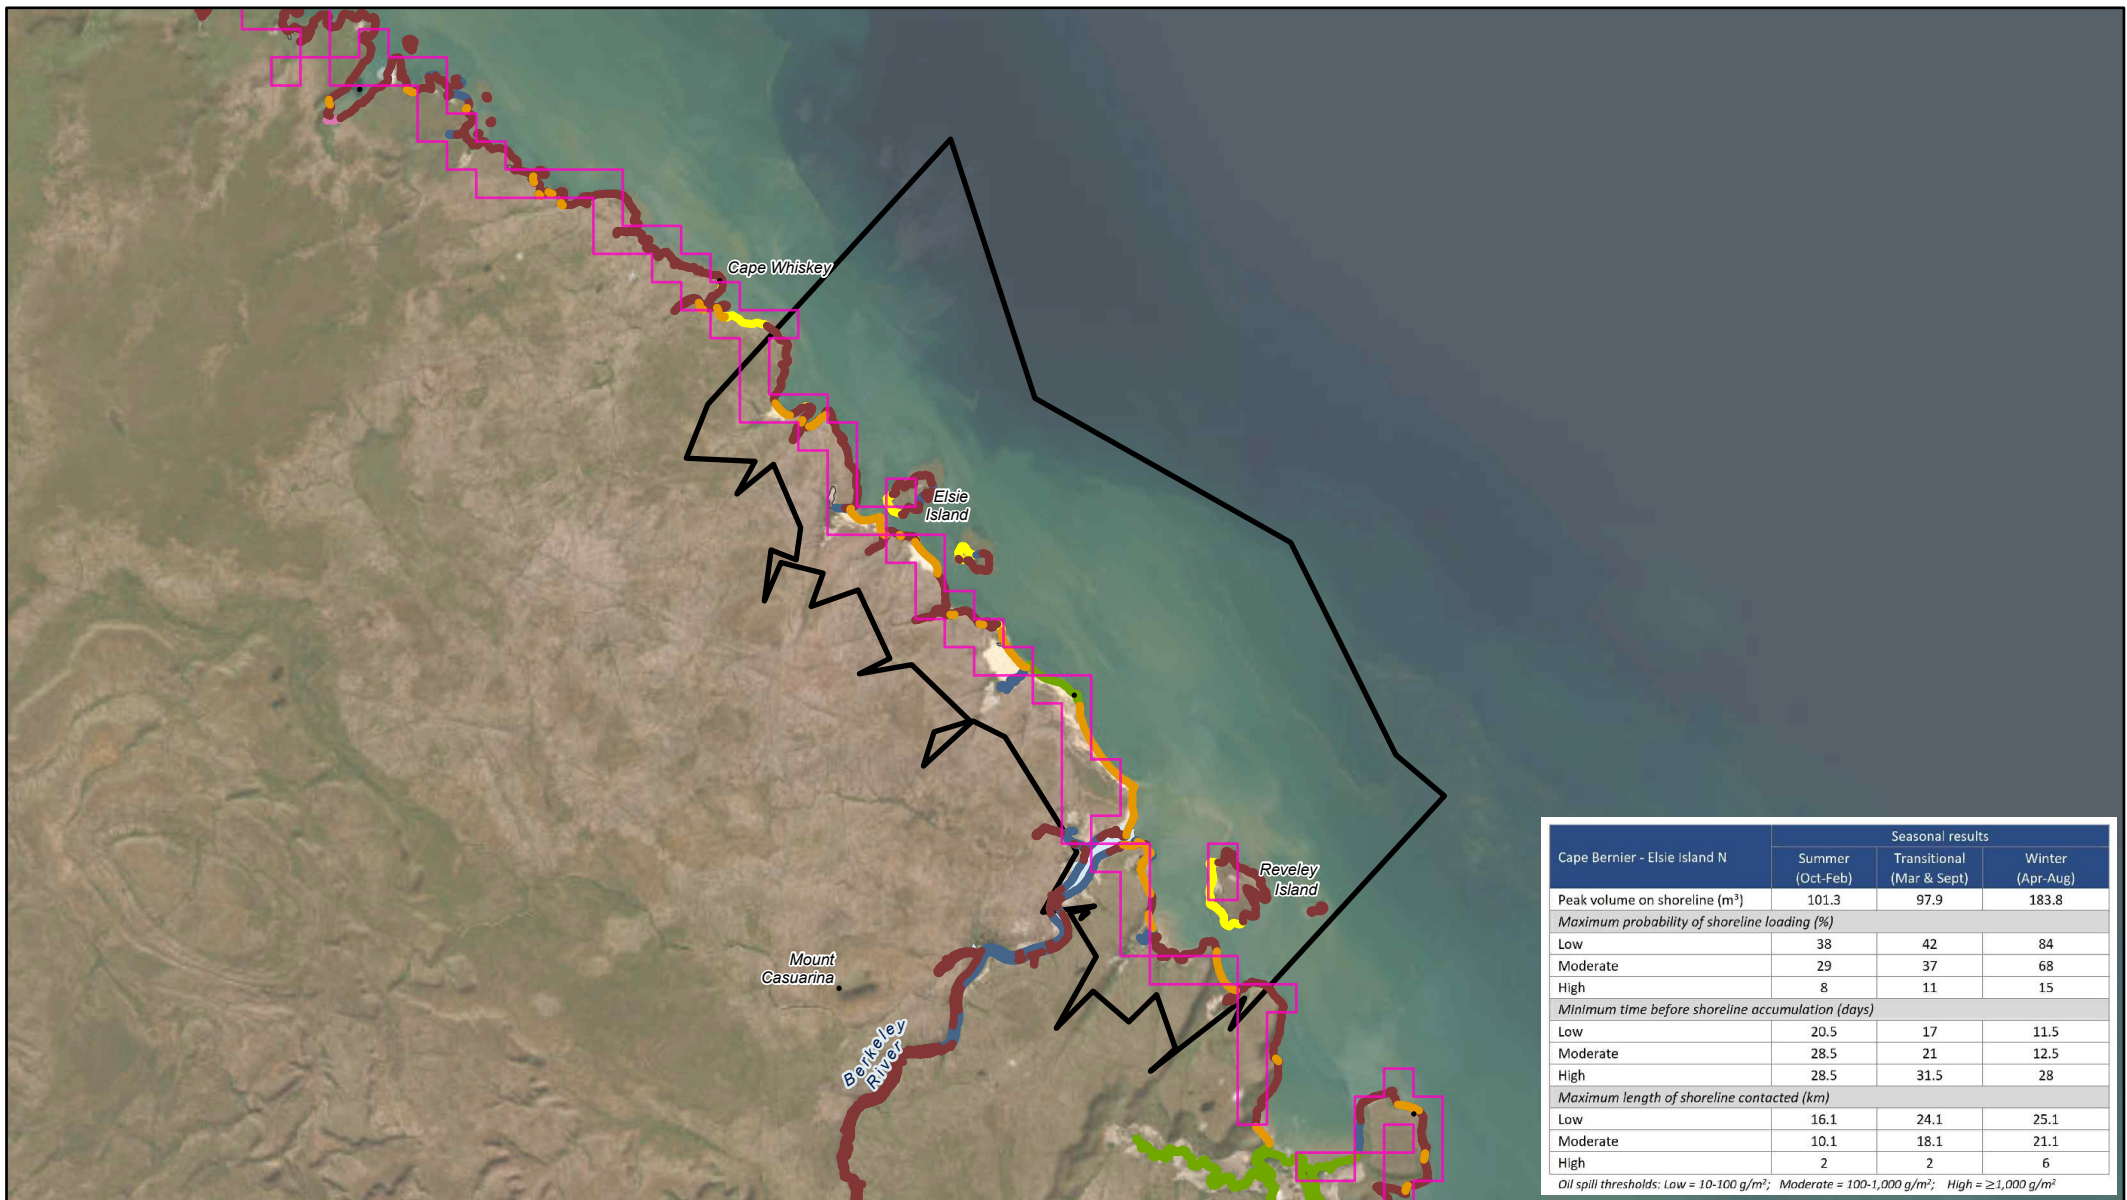 Cape Whiskey
Elsie
Island
Reveley
Island
Mount
Casuarina
Berkeley
River
Cape Bernier - Elsie Island N
Seasonal results
Summer
(Oct-Feb)
Transitional
(Mar & Sept)
Winter
(Apr-Aug)
Peak volume on shoreline (m³) 101.3 97.9 183.8
Maximum probability of shoreline loading (%)
Low 38 42 84
Moderate 29 37 68
High 8 11 15
Minimum time before shoreline accumulation (days)
Low 20.5 17 11.5
Moderate 28.5 21 12.5
High 28.5 31.5 28
Maximum length of shoreline contacted (km)
Low 16.1 24.1 25.1
Moderate 10.1 18.1 21.1
High 2 2 6
Oil spill thresholds: Low = 10-100 g/m²; Moderate = 100-1,000 g/m²; High = ≥1,000 g/m²